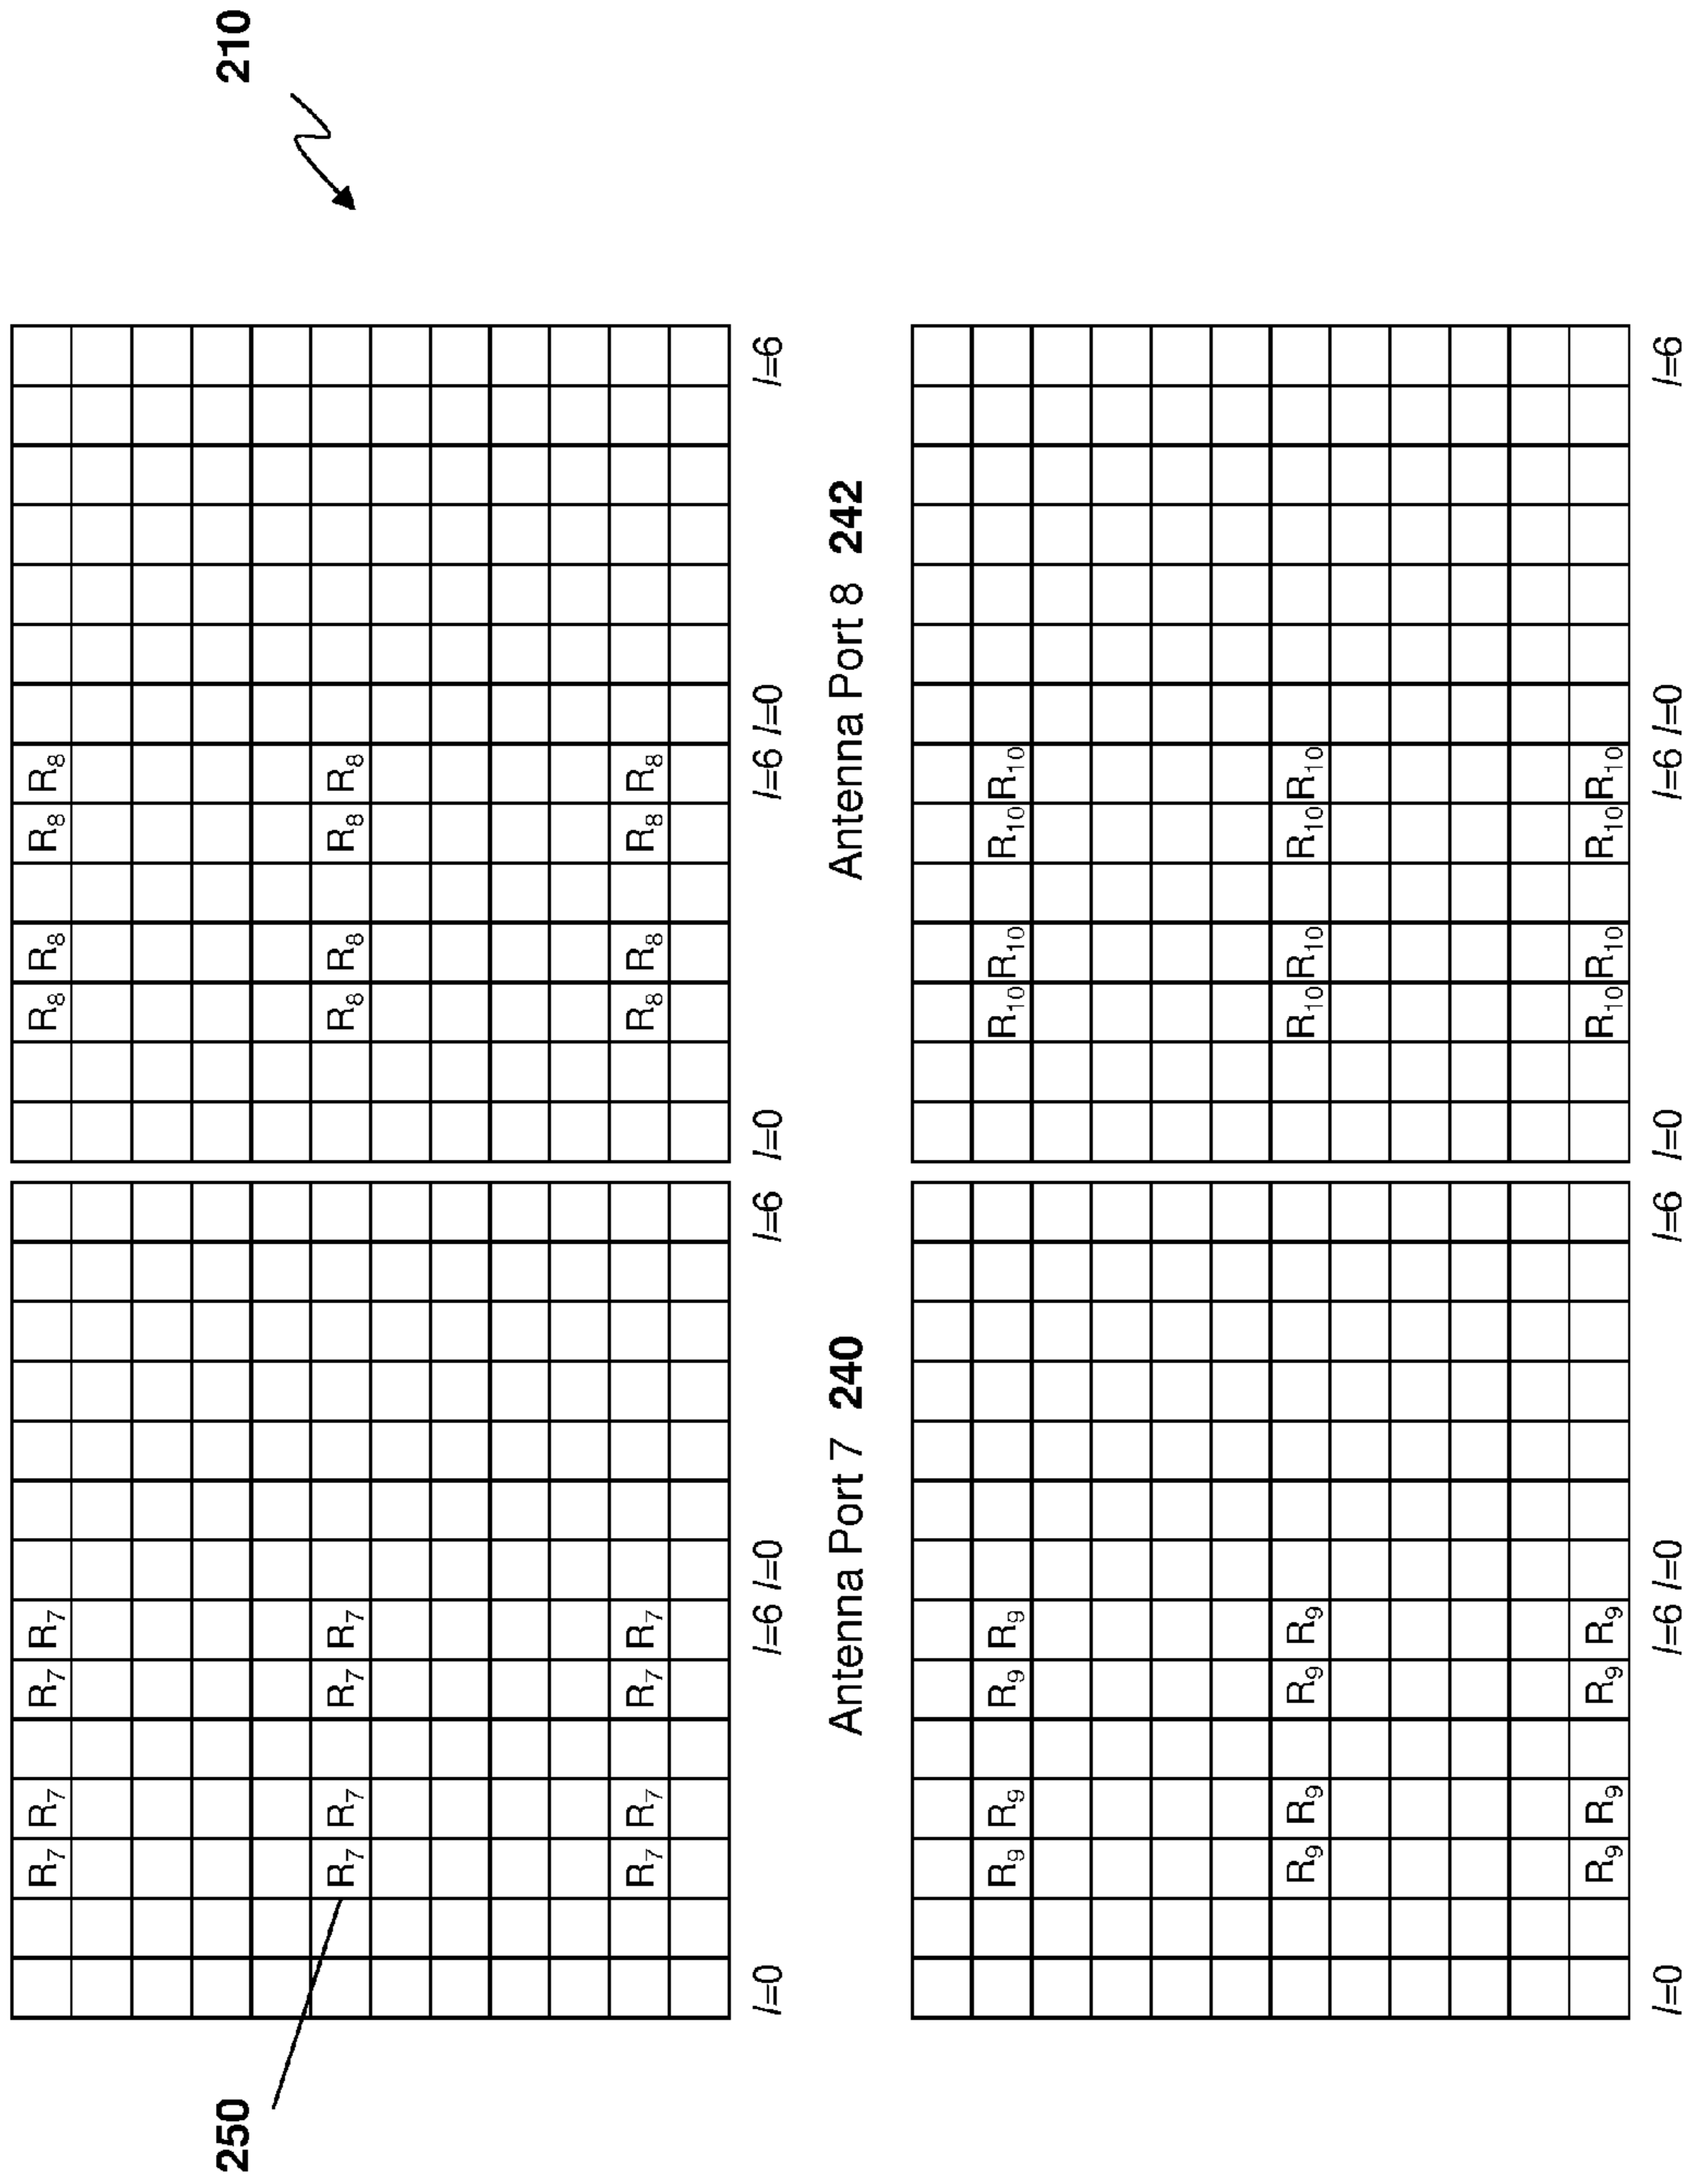 R7 R7 R7 R7 R8 R8 R8 R8
250
210
R7 R7 R7 R7 R8 R8 R8 R8
R7 R7 R7 R7 R8 R8 R8 R8
l=0 l=6 l=0 l=6 l=0 l=6 l=0 l=6
Antenna Port 7 240
Antenna Port 8 242
R9 R9 R9 R9 R10 R10 R10 R10
R9 R9 R9 R9 R10 R10 R10 R10
R9 R9 R9 R9 R10 R10 R10 R10
l=0 l=6 l=0 l=6 l=0 l=6 l=0 l=6